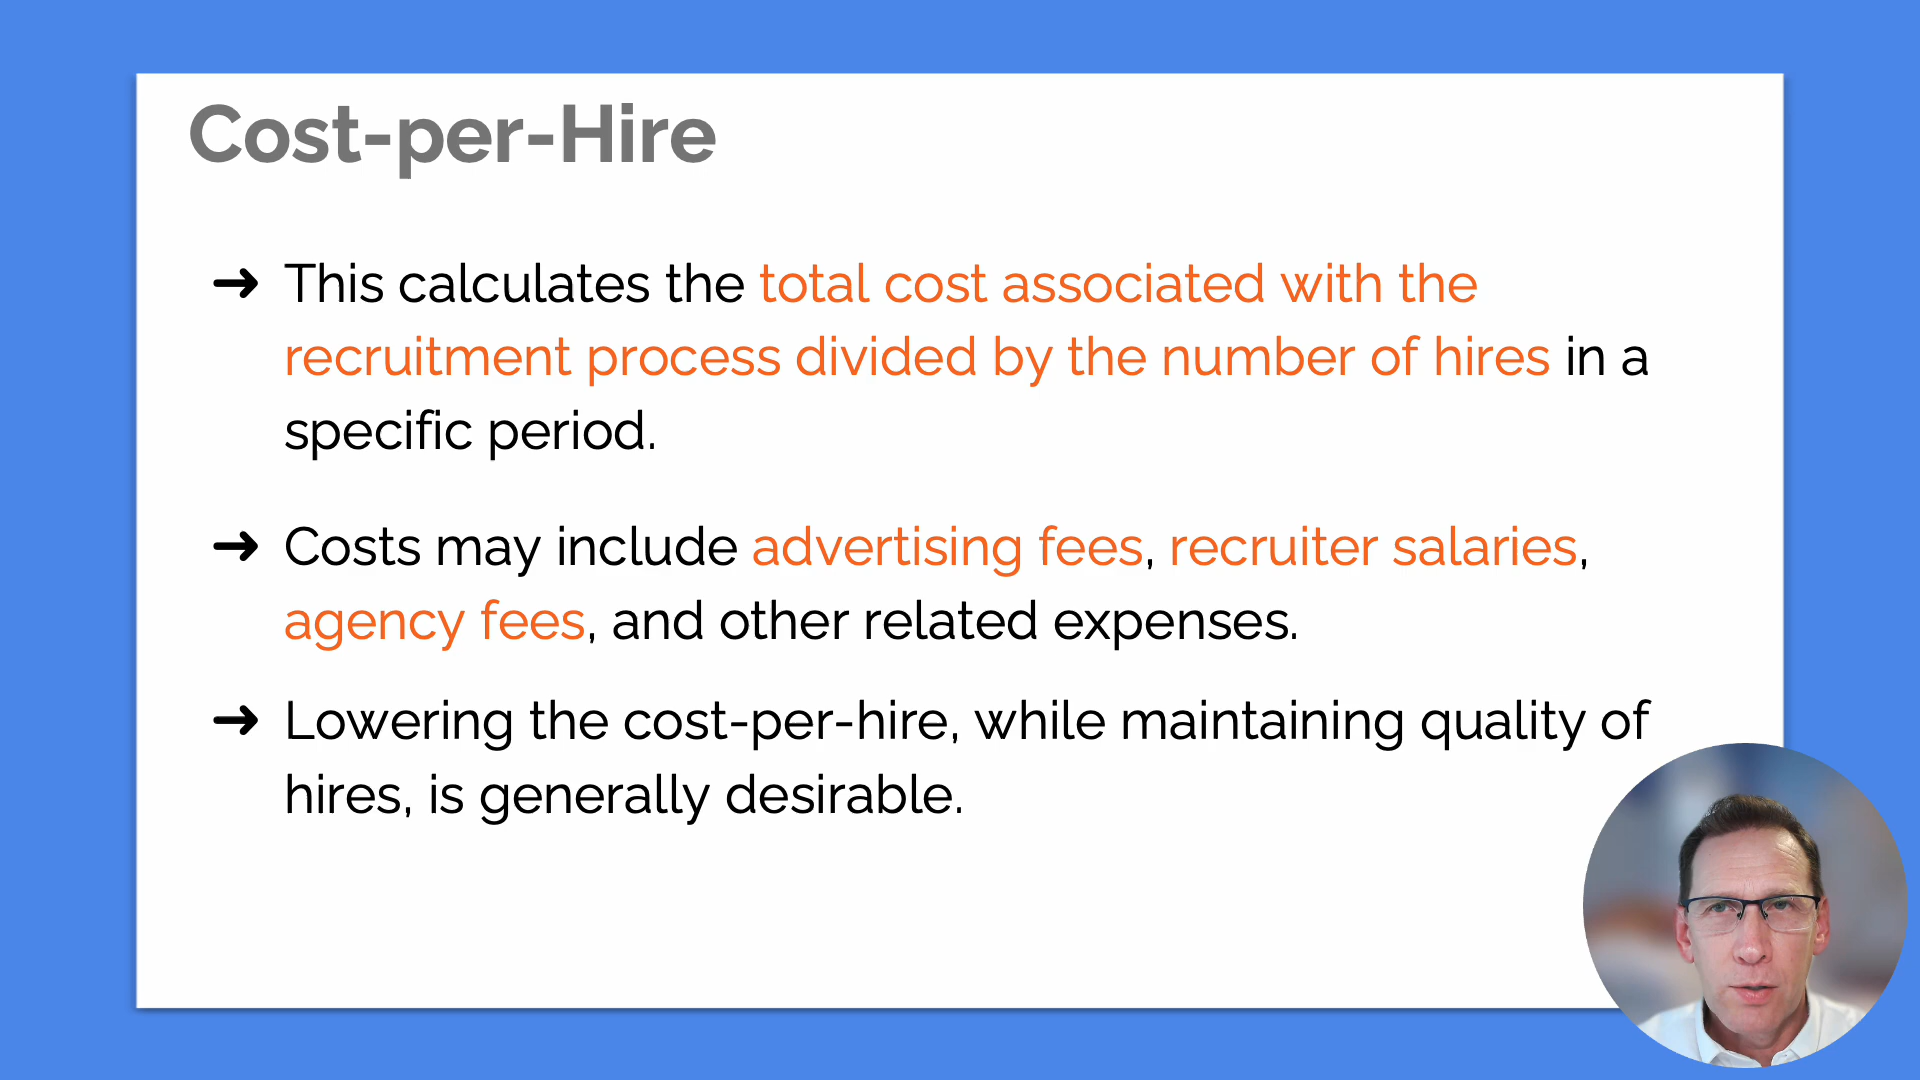 Cost-per-Hire
➜ This calculates the total cost associated with the
recruitment process divided by the number of hires in a
specific period.
➜ Costs may include advertising fees, recruiter salaries,
agency fees, and other related expenses.
➜ Lowering the cost-per-hire, while maintaining quality of
hires, is generally desirable.